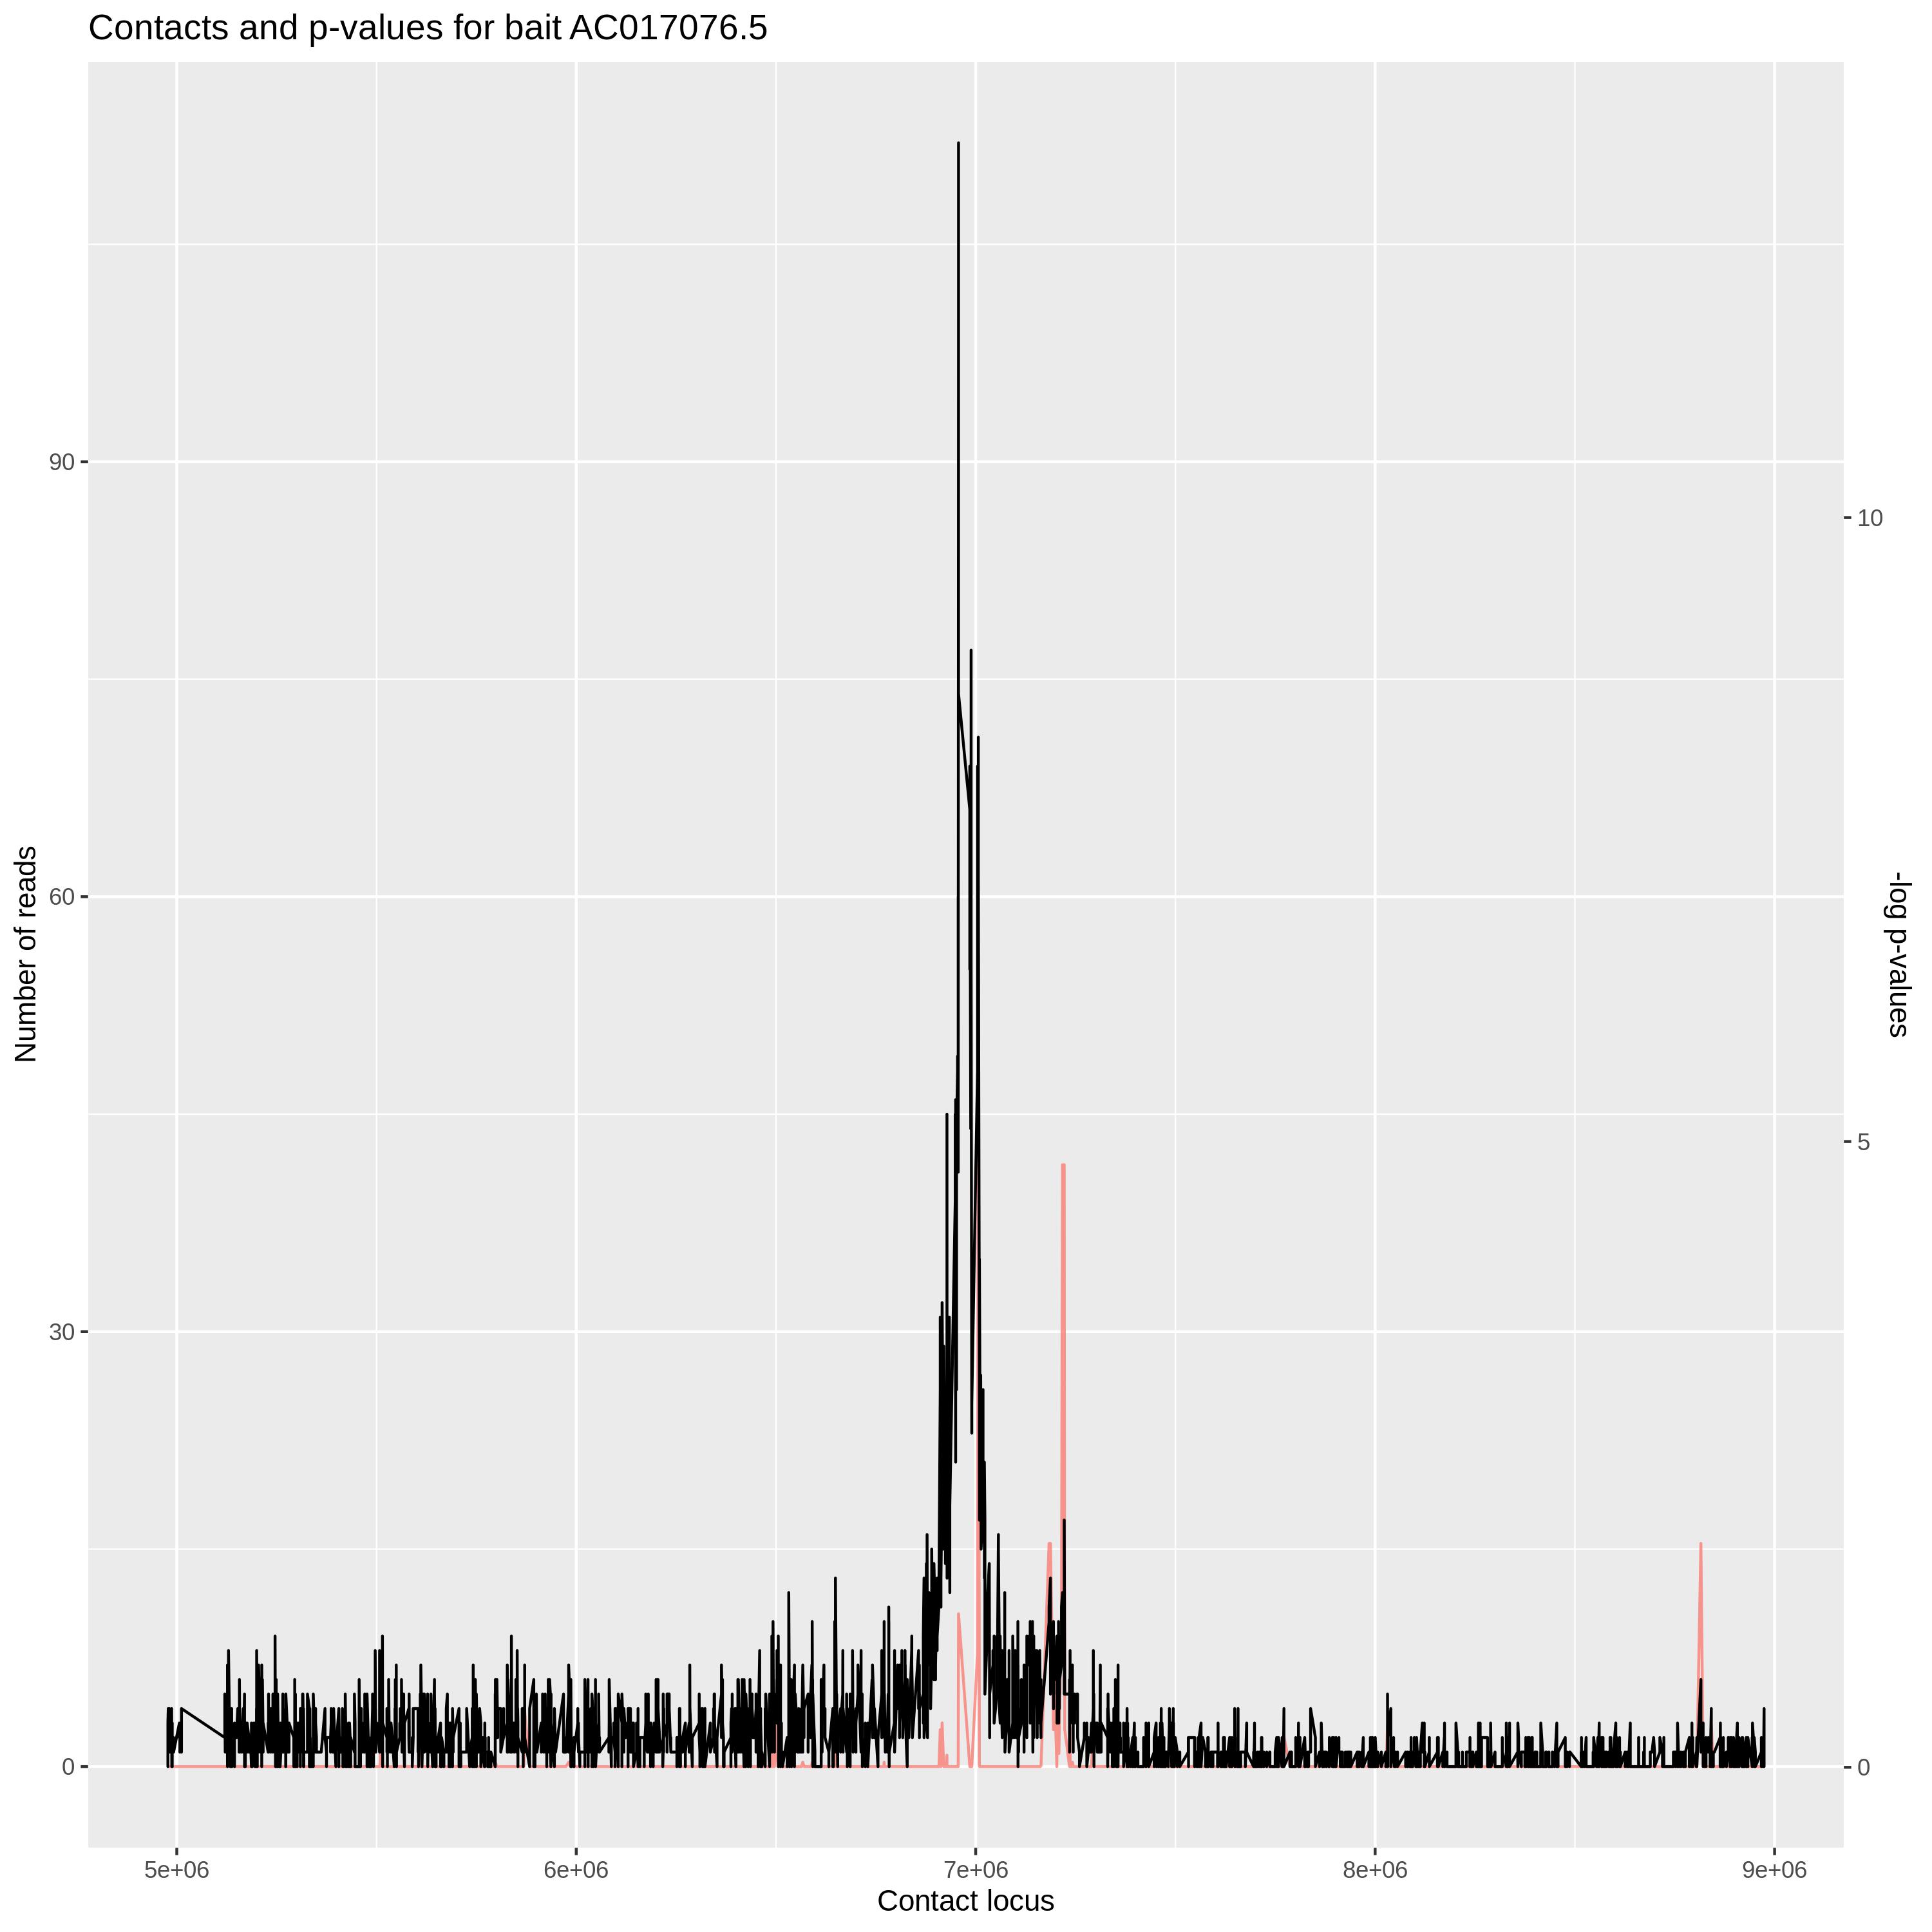 Contacts and p-values for bait AC017076.5
Number of reads
90
60
30
0
10
5
0
-log p-values
5e+06 6e+06 7e+06 8e+06 9e+06
Contact locus